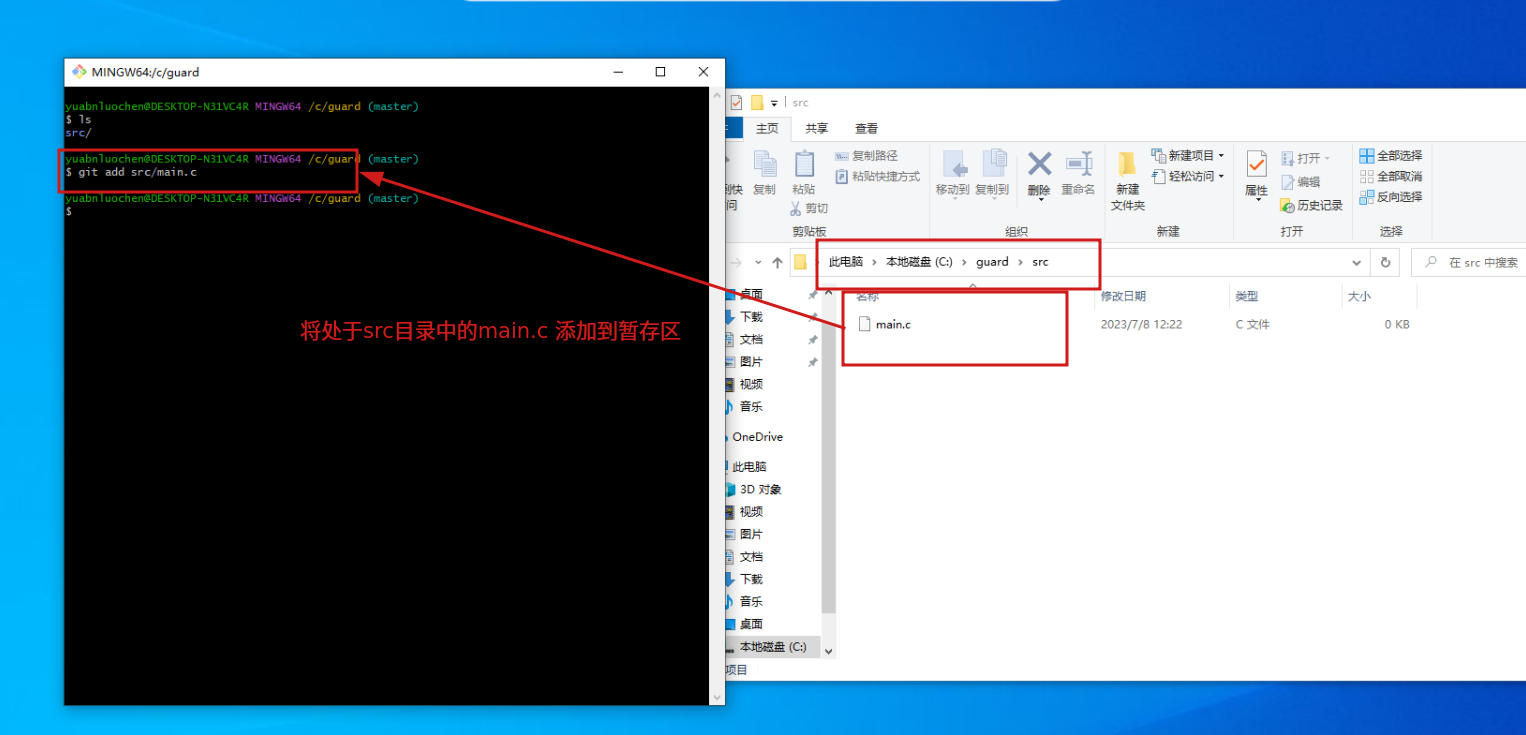 MINGW64:/c/guard
yuabnluochen@DESKTOP-N31VC4R MINGW64 /c/guard (master)
$ ls
src/
yuabnluochen@DESKTOP-N31VC4R MINGW64 /c/guard (master)
$ git add src/main.c
yuabnluochen@DESKTOP-N31VC4R MINGW64 /c/guard (master)
$
将处于src目录中的main.c 添加到暂存区
src
主页 共享 查看
复制
粘贴
复制路径
粘贴快捷方式
剪切
剪贴板
移动到 复制到 删除 重命名
组织
新建
文件夹
新建项目
轻松访问
新建
属性
打开
编辑
历史记录
打开
全部选择
全部取消
反向选择
选择
此电脑 › 本地磁盘 (C:) › guard › src
在 src 中搜索
名称 修改日期 类型 大小
main.c 2023/7/8 12:22 C 文件 0 KB
桌面
下载
文档
图片
视频
音乐
OneDrive
此电脑
3D 对象
视频
图片
文档
下载
音乐
桌面
本地磁盘 (C:)
项目